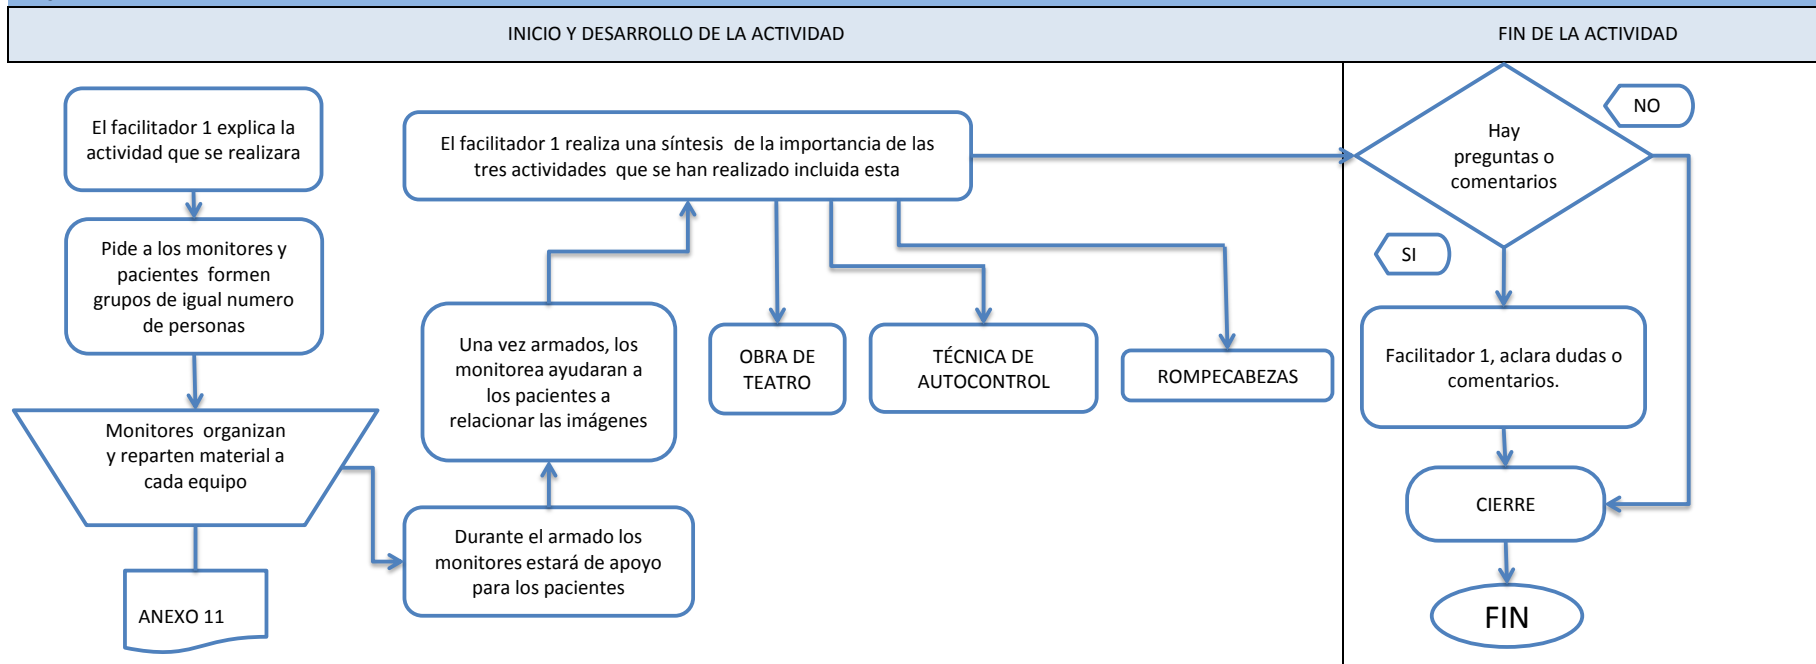 INICIO Y DESARROLLO DE LA ACTIVIDAD
FIN DE LA ACTIVIDAD
El facilitador 1 explica la
actividad que se realizara
Pide a los monitores y
pacientes formen
grupos de igual numero
de personas
Monitores organizan
y reparten material a
cada equipo
ANEXO 11
Durante el armado los
monitores estará de apoyo
para los pacientes
Una vez armados, los
monitorea ayudaran a
los pacientes a
relacionar las imágenes
El facilitador 1 realiza una síntesis de la importancia de las
tres actividades que se han realizado incluida esta
OBRA DE
TEATRO
TÉCNICA DE
AUTOCONTROL
ROMPECABEZAS
Hay
preguntas o
comentarios
NO
SI
Facilitador 1, aclara dudas o
comentarios.
CIERRE
FIN